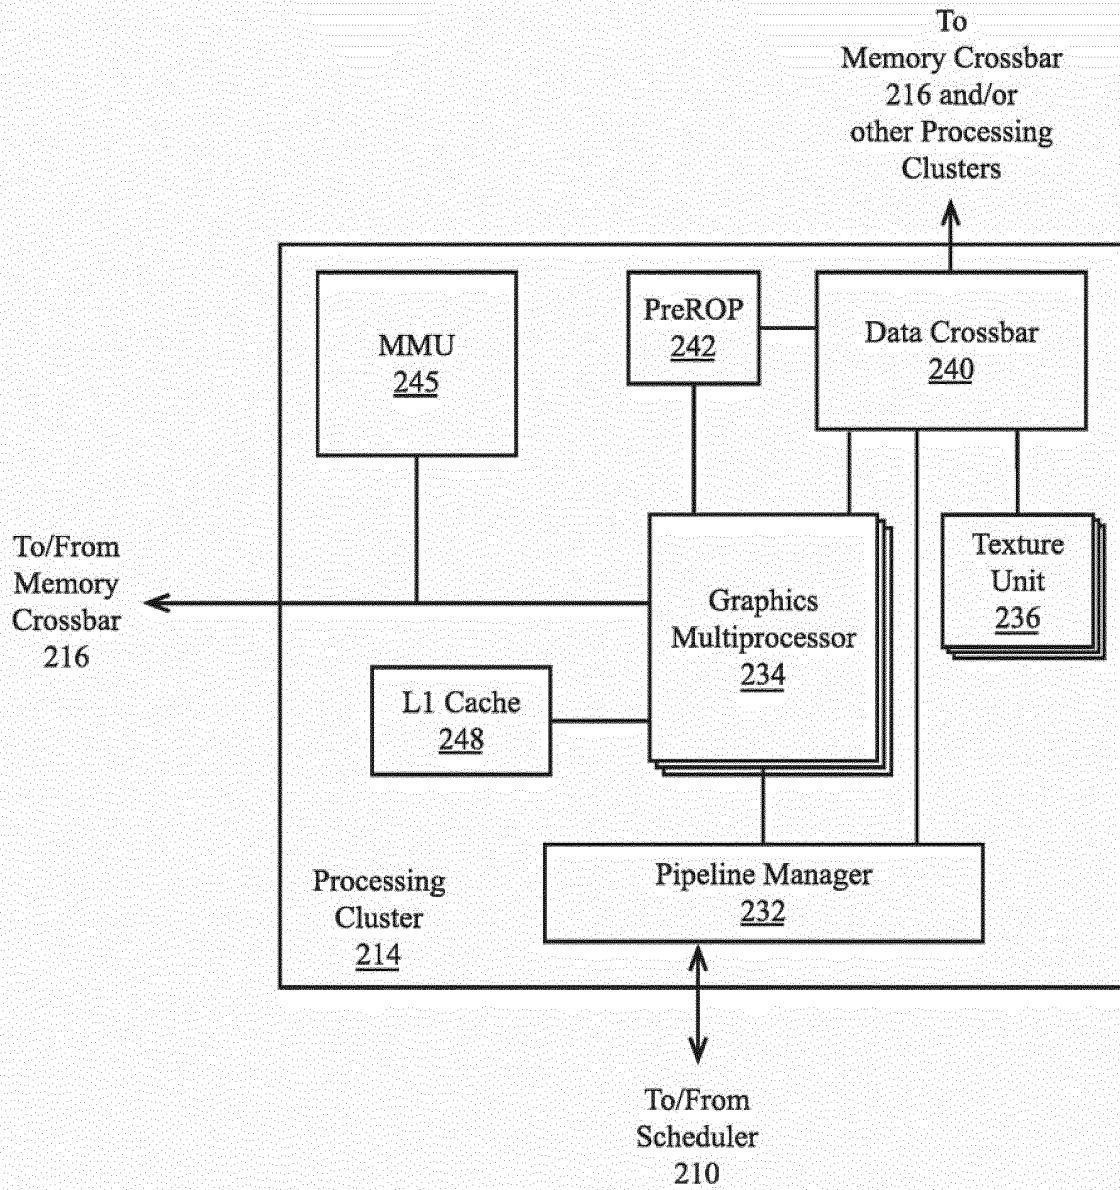 To
Memory Crossbar
216 and/or
other Processing
Clusters
MMU
245
PreROP
242
Data Crossbar
240
To/From
Memory
Crossbar
216
Graphics
Multiprocessor
234
Texture
Unit
236
L1 Cache
248
Processing
Cluster
214
Pipeline Manager
232
To/From
Scheduler
210